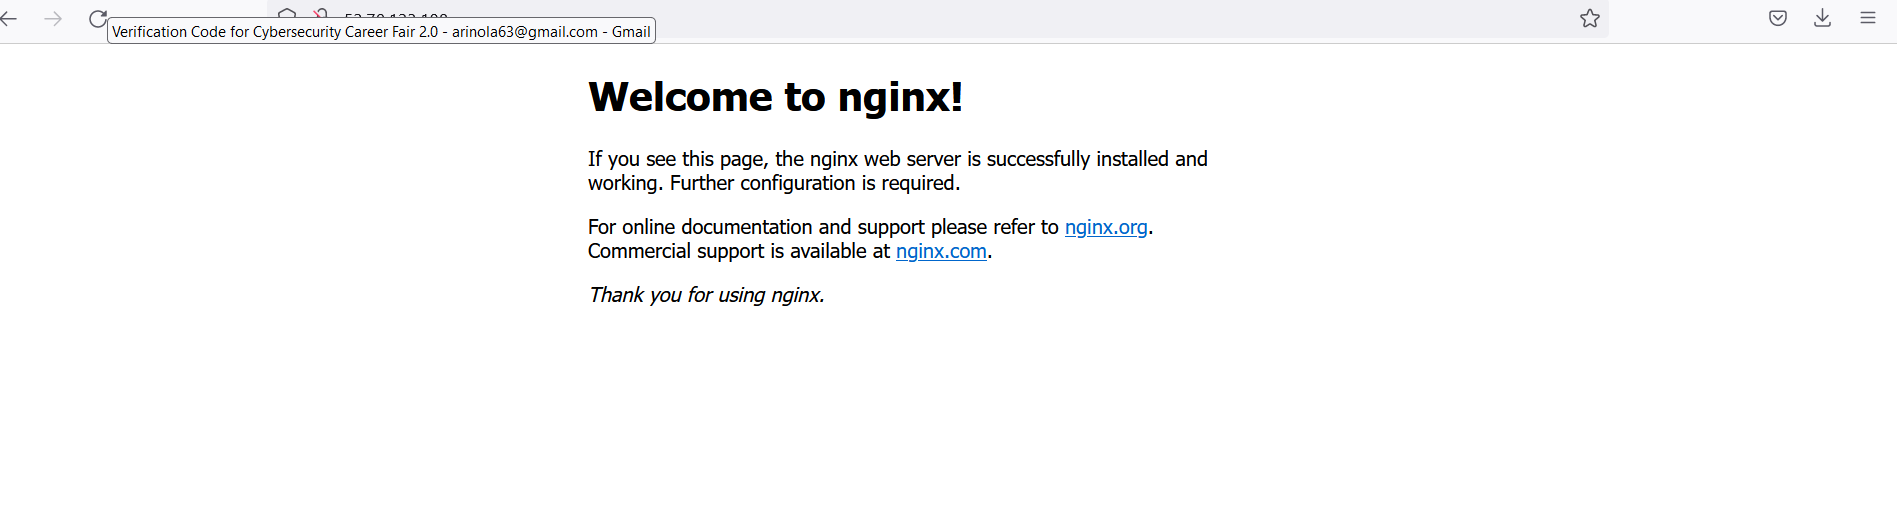 Verification Code for Cybersecurity Career Fair 2.0 - arinola63@gmail.com - Gmail
Welcome to nginx!
If you see this page, the nginx web server is successfully installed and
working. Further configuration is required.
For online documentation and support please refer to nginx.org.
Commercial support is available at nginx.com.
Thank you for using nginx.